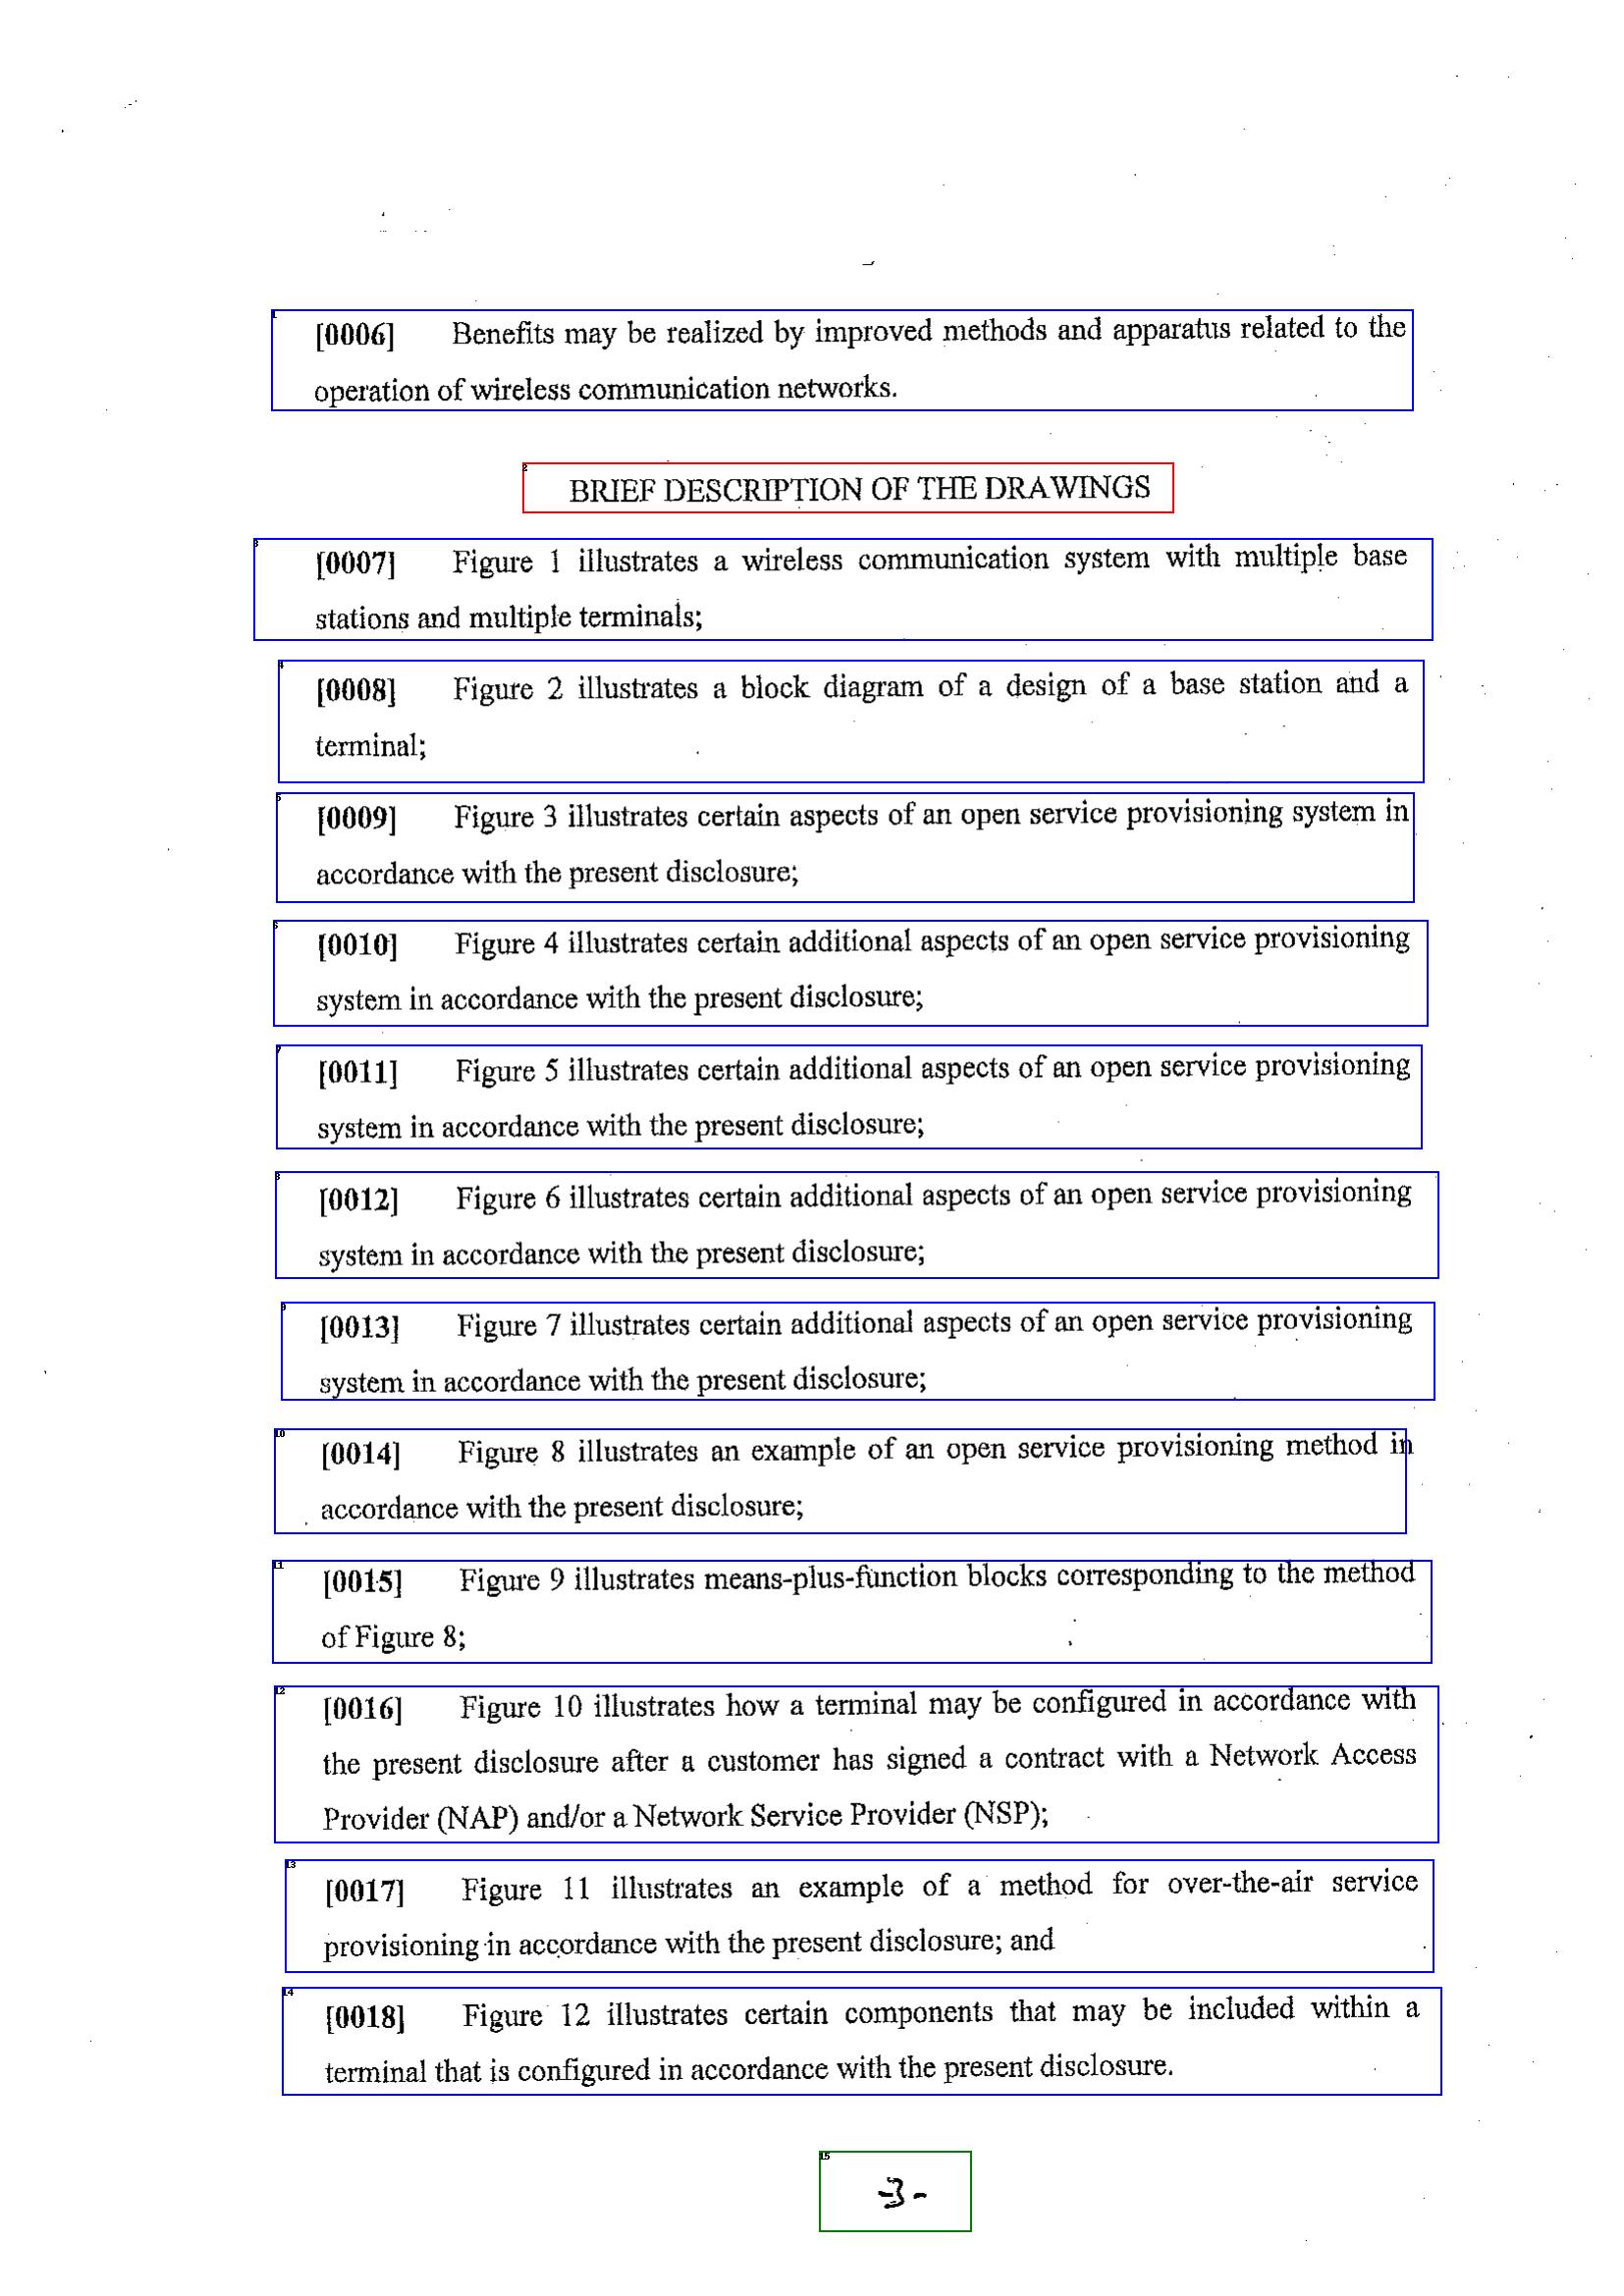 [0006] Benefits may be realized by improved methods and apparatus related to the
operation of wireless communication networks.
BRIEF DESCRIPTION OF THE DRAWINGS
[0007] Figure 1 illustrates a wireless communication system with multiple base
stations and multiple terminals;
[0008] Figure 2 illustrates a block diagram of a design of a base station and a
terminal;
[0009] Figure 3 illustrates certain aspects of an open service provisioning system in
accordance with the present disclosure;
[0010] Figure 4 illustrates certain additional aspects of an open service provisioning
system in accordance with the present disclosure;
[0011] Figure 5 illustrates certain additional aspects of an open service provisioning
system in accordance with the present disclosure;
[0012] Figure 6 illustrates certain additional aspects of an open service provisioning
system in accordance with the present disclosure;
[0013] Figure 7 illustrates certain additional aspects of an open service provisioning
system in accordance with the present disclosure;
[0014] Figure 8 illustrates an example of an open service provisioning method in
accordance with the present disclosure;
[0015] Figure 9 illustrates means-plus-function blocks corresponding to the method
of Figure 8;
[0016] Figure 10 illustrates how a terminal may be configured in accordance with
the present disclosure after a customer has signed a contract with a Network Access
Provider (NAP) and/or a Network Service Provider (NSP);
[0017] Figure 11 illustrates an example of a method for over-the-air service
provisioning in accordance with the present disclosure; and
[0018] Figure 12 illustrates certain components that may be included within a
terminal that is configured in accordance with the present disclosure.
-3-